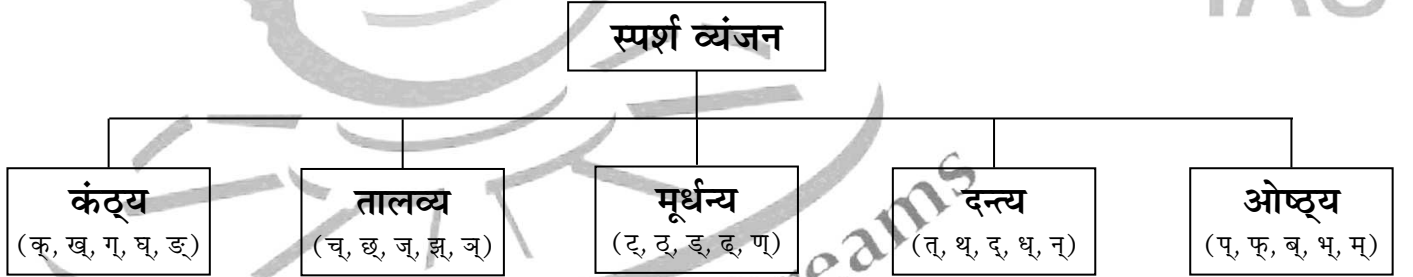 स्पर्श व्यंजन
कंठ्य
(क्, ख्, ग्, घ्, ङ्)
तालव्य
(च्, छ्, ज्, झ्, ञ्)
मूर्धन्य
(ट्, ठ्, ड्, ढ्, ण्)
दन्त्य
(त्, थ्, द्, ध्, न्)
ओष्ठ्य
(प्, फ्, ब्, भ्, म्)